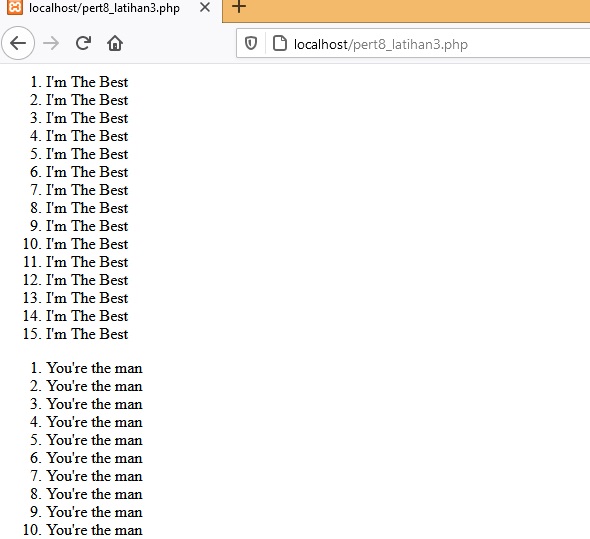 localhost/pert8_latihan3.php
localhost/pert8_latihan3.php
1. I'm The Best
2. I'm The Best
3. I'm The Best
4. I'm The Best
5. I'm The Best
6. I'm The Best
7. I'm The Best
8. I'm The Best
9. I'm The Best
10. I'm The Best
11. I'm The Best
12. I'm The Best
13. I'm The Best
14. I'm The Best
15. I'm The Best
1. You're the man
2. You're the man
3. You're the man
4. You're the man
5. You're the man
6. You're the man
7. You're the man
8. You're the man
9. You're the man
10. You're the man